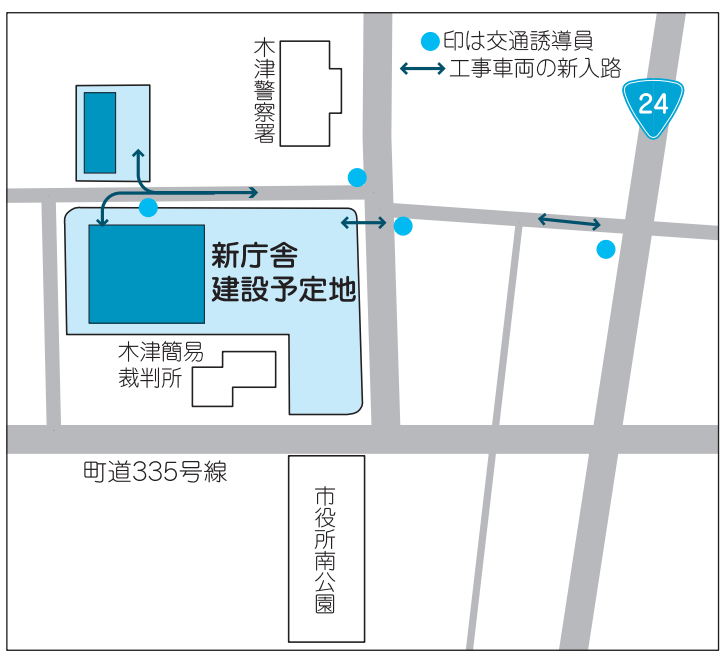 印は交通誘導員
工事車両の新入路
木津警察署
24
新庁舎
建設予定地
木津簡易
裁判所
町道335号線
市役所南公園